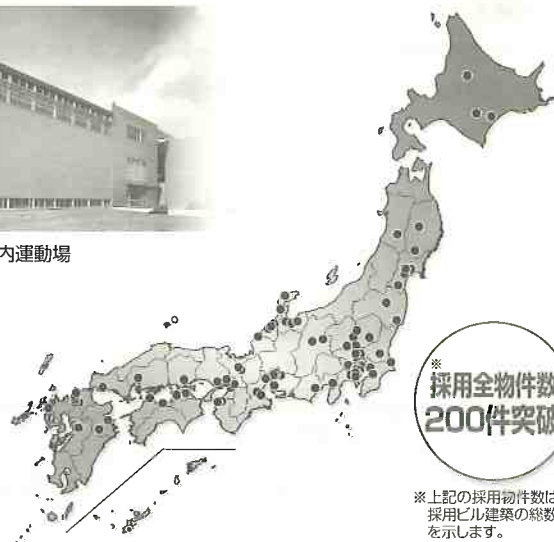 内運動場
※
採用全物件数
200件突破
※上記の採用物件数は
採用ビル建築の総数
を示します。